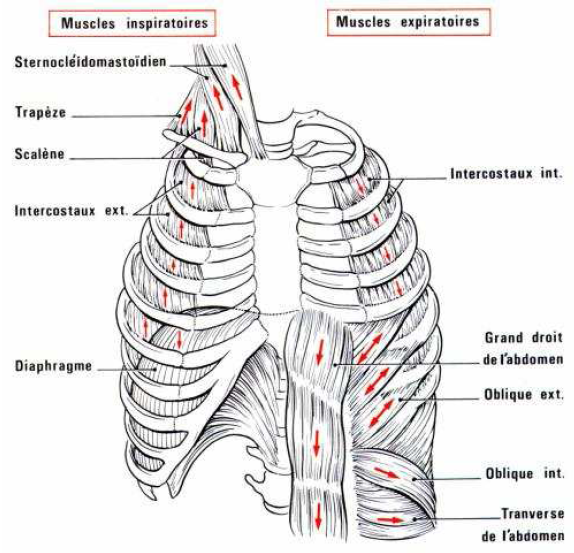 Muscles inspiratoires
Muscles expiratoires
Sternocléidomastoïdien
Trapèze
Scalène
Intercostaux ext.
Diaphragme
Intercostaux int.
Grand droit
de l'abdomen
Oblique ext.
Oblique int.
Tranverse
de l'abdomen